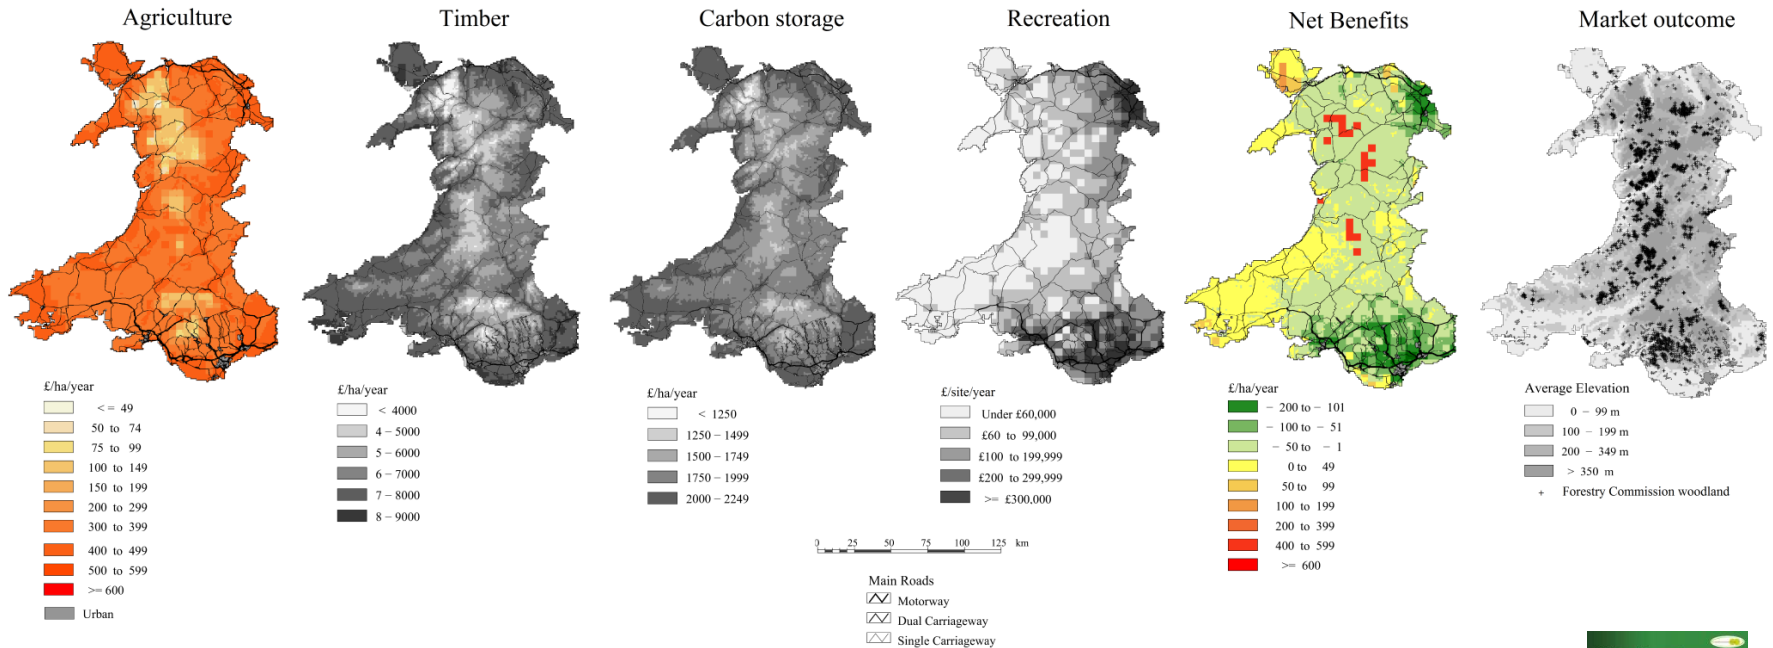 Agriculture
Timber
Carbon storage
Recreation
Net Benefits
Market outcome
£/ha/year
< = 49
50 to 74
75 to 99
100 to 149
150 to 199
200 to 299
300 to 399
400 to 499
500 to 599
>= 600
Urban
£/ha/year
< 4000
4 – 5000
5 – 6000
6 – 7000
7 – 8000
8 – 9000
£/ha/year
< 1250
1250 – 1499
1500 – 1749
1750 – 1999
2000 – 2249
£/site/year
Under £60,000
£60 to 99,000
£100 to 199,999
£200 to 299,999
>= £300,000
£/ha/year
– 200 to – 101
– 100 to – 51
– 50 to – 1
0 to 49
50 to 99
100 to 199
200 to 399
400 to 599
>= 600
Average Elevation
0 – 99 m
100 – 199 m
200 – 349 m
> 350 m
+ Forestry Commission woodland
0 25 50 75 100 125 km
Main Roads
Motorway
Dual Carriageway
Single Carriageway